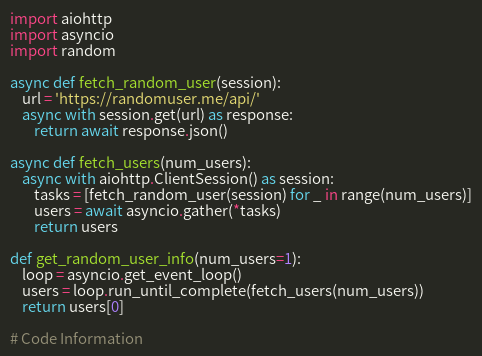 import aiohttp
import asyncio
import random

async def fetch_random_user(session):
    url = 'https://randomuser.me/api/'
    async with session.get(url) as response:
        return await response.json()

async def fetch_users(num_users):
    async with aiohttp.ClientSession() as session:
        tasks = [fetch_random_user(session) for _ in range(num_users)]
        users = await asyncio.gather(*tasks)
        return users

def get_random_user_info(num_users=1):
    loop = asyncio.get_event_loop()
    users = loop.run_until_complete(fetch_users(num_users))
    return users[0]

# Code Information